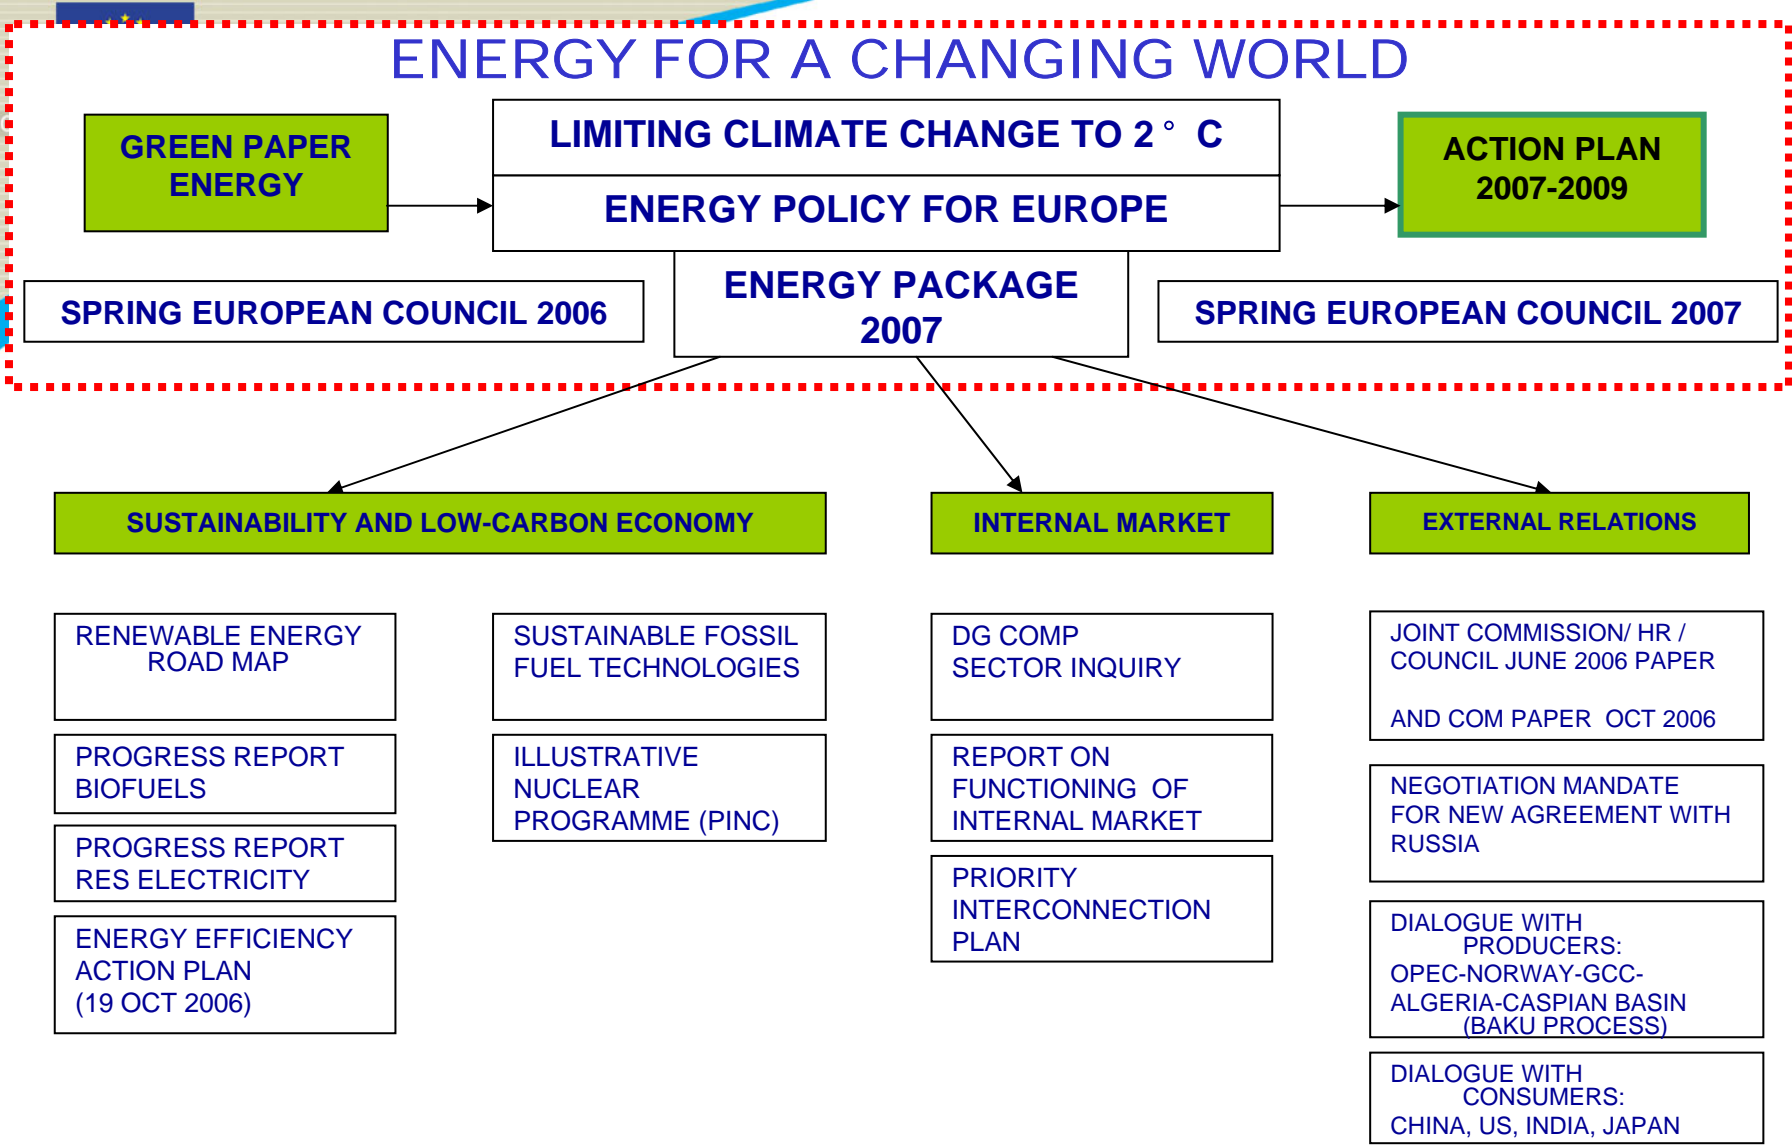 ENERGY FOR A CHANGING WORLD
GREEN PAPER
ENERGY
LIMITING CLIMATE CHANGE TO 2° C
ENERGY POLICY FOR EUROPE
ACTION PLAN
2007-2009
SPRING EUROPEAN COUNCIL 2006
ENERGY PACKAGE
2007
SPRING EUROPEAN COUNCIL 2007
SUSTAINABILITY AND LOW-CARBON ECONOMY
RENEWABLE ENERGY
ROAD MAP
PROGRESS REPORT
BIOFUELS
PROGRESS REPORT
RES ELECTRICITY
ENERGY EFFICIENCY
ACTION PLAN
(19 OCT 2006)
SUSTAINABLE FOSSIL
FUEL TECHNOLOGIES
ILLUSTRATIVE
NUCLEAR
PROGRAMME (PINC)
INTERNAL MARKET
DG COMP
SECTOR INQUIRY
REPORT ON
FUNCTIONING OF
INTERNAL MARKET
PRIORITY
INTERCONNECTION
PLAN
EXTERNAL RELATIONS
JOINT COMMISSION/ HR /
COUNCIL JUNE 2006 PAPER
AND COM PAPER OCT 2006
NEGOTIATION MANDATE
FOR NEW AGREEMENT WITH
RUSSIA
DIALOGUE WITH
PRODUCERS:
OPEC-NORWAY-GCC-
ALGERIA-CASPIAN BASIN
(BAKU PROCESS)
DIALOGUE WITH
CONSUMERS:
CHINA, US, INDIA, JAPAN